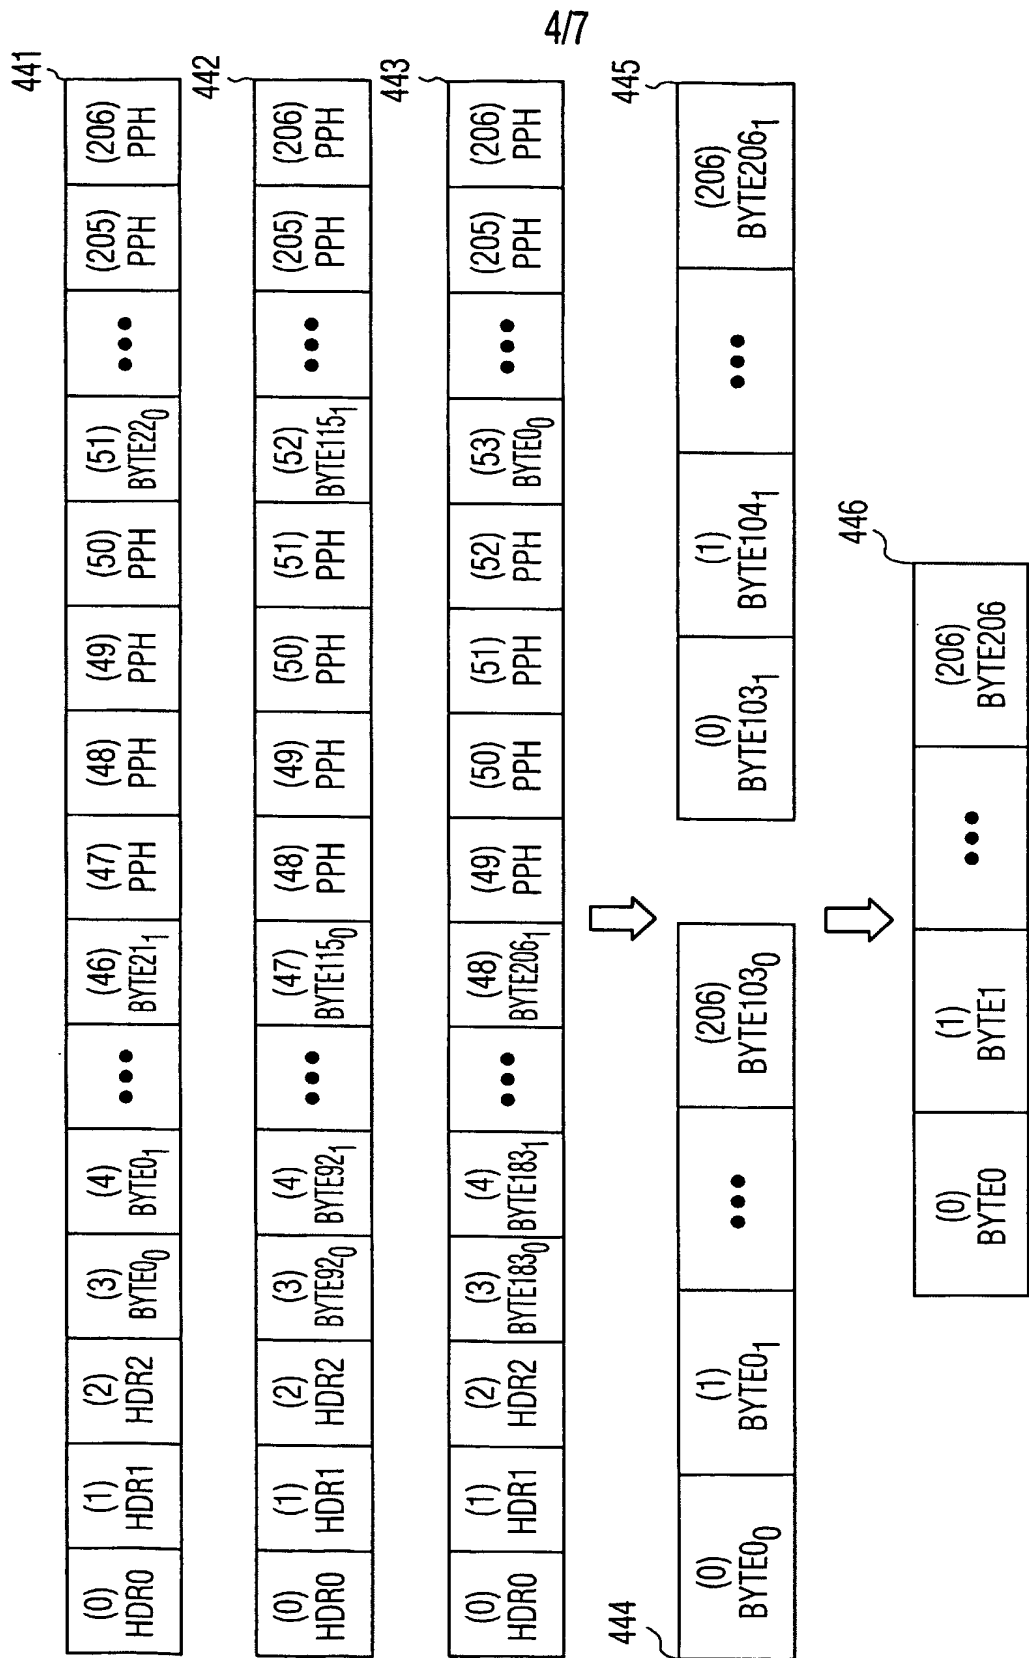 4/7
441
(0) (1) (2) (3) (4) ••• (46) (47) (48) (49) (50) (51) ••• (205) (206)
HDR0 HDR1 HDR2 BYTE0₀ BYTE0₁ BYTE21₁ PPH PPH PPH PPH BYTE22₀ PPH PPH
442
(0) (1) (2) (3) (4) ••• (47) (48) (49) (50) (51) (52) ••• (205) (206)
HDR0 HDR1 HDR2 BYTE92₀ BYTE92₁ BYTE115₀ PPH PPH PPH PPH BYTE115₁ PPH PPH
443
(0) (1) (2) (3) (4) ••• (48) (49) (50) (51) (52) (53) ••• (205) (206)
HDR0 HDR1 HDR2 BYTE183₀ BYTE183₁ BYTE206₁ PPH PPH PPH PPH BYTE0₀ PPH PPH
444
(0) (1) ••• (206)
BYTE0₀ BYTE0₁ BYTE103₀
445
(0) (1) ••• (206)
BYTE103₁ BYTE104₁ BYTE206₁
446
(0) (1) ••• (206)
BYTE0 BYTE1 BYTE206